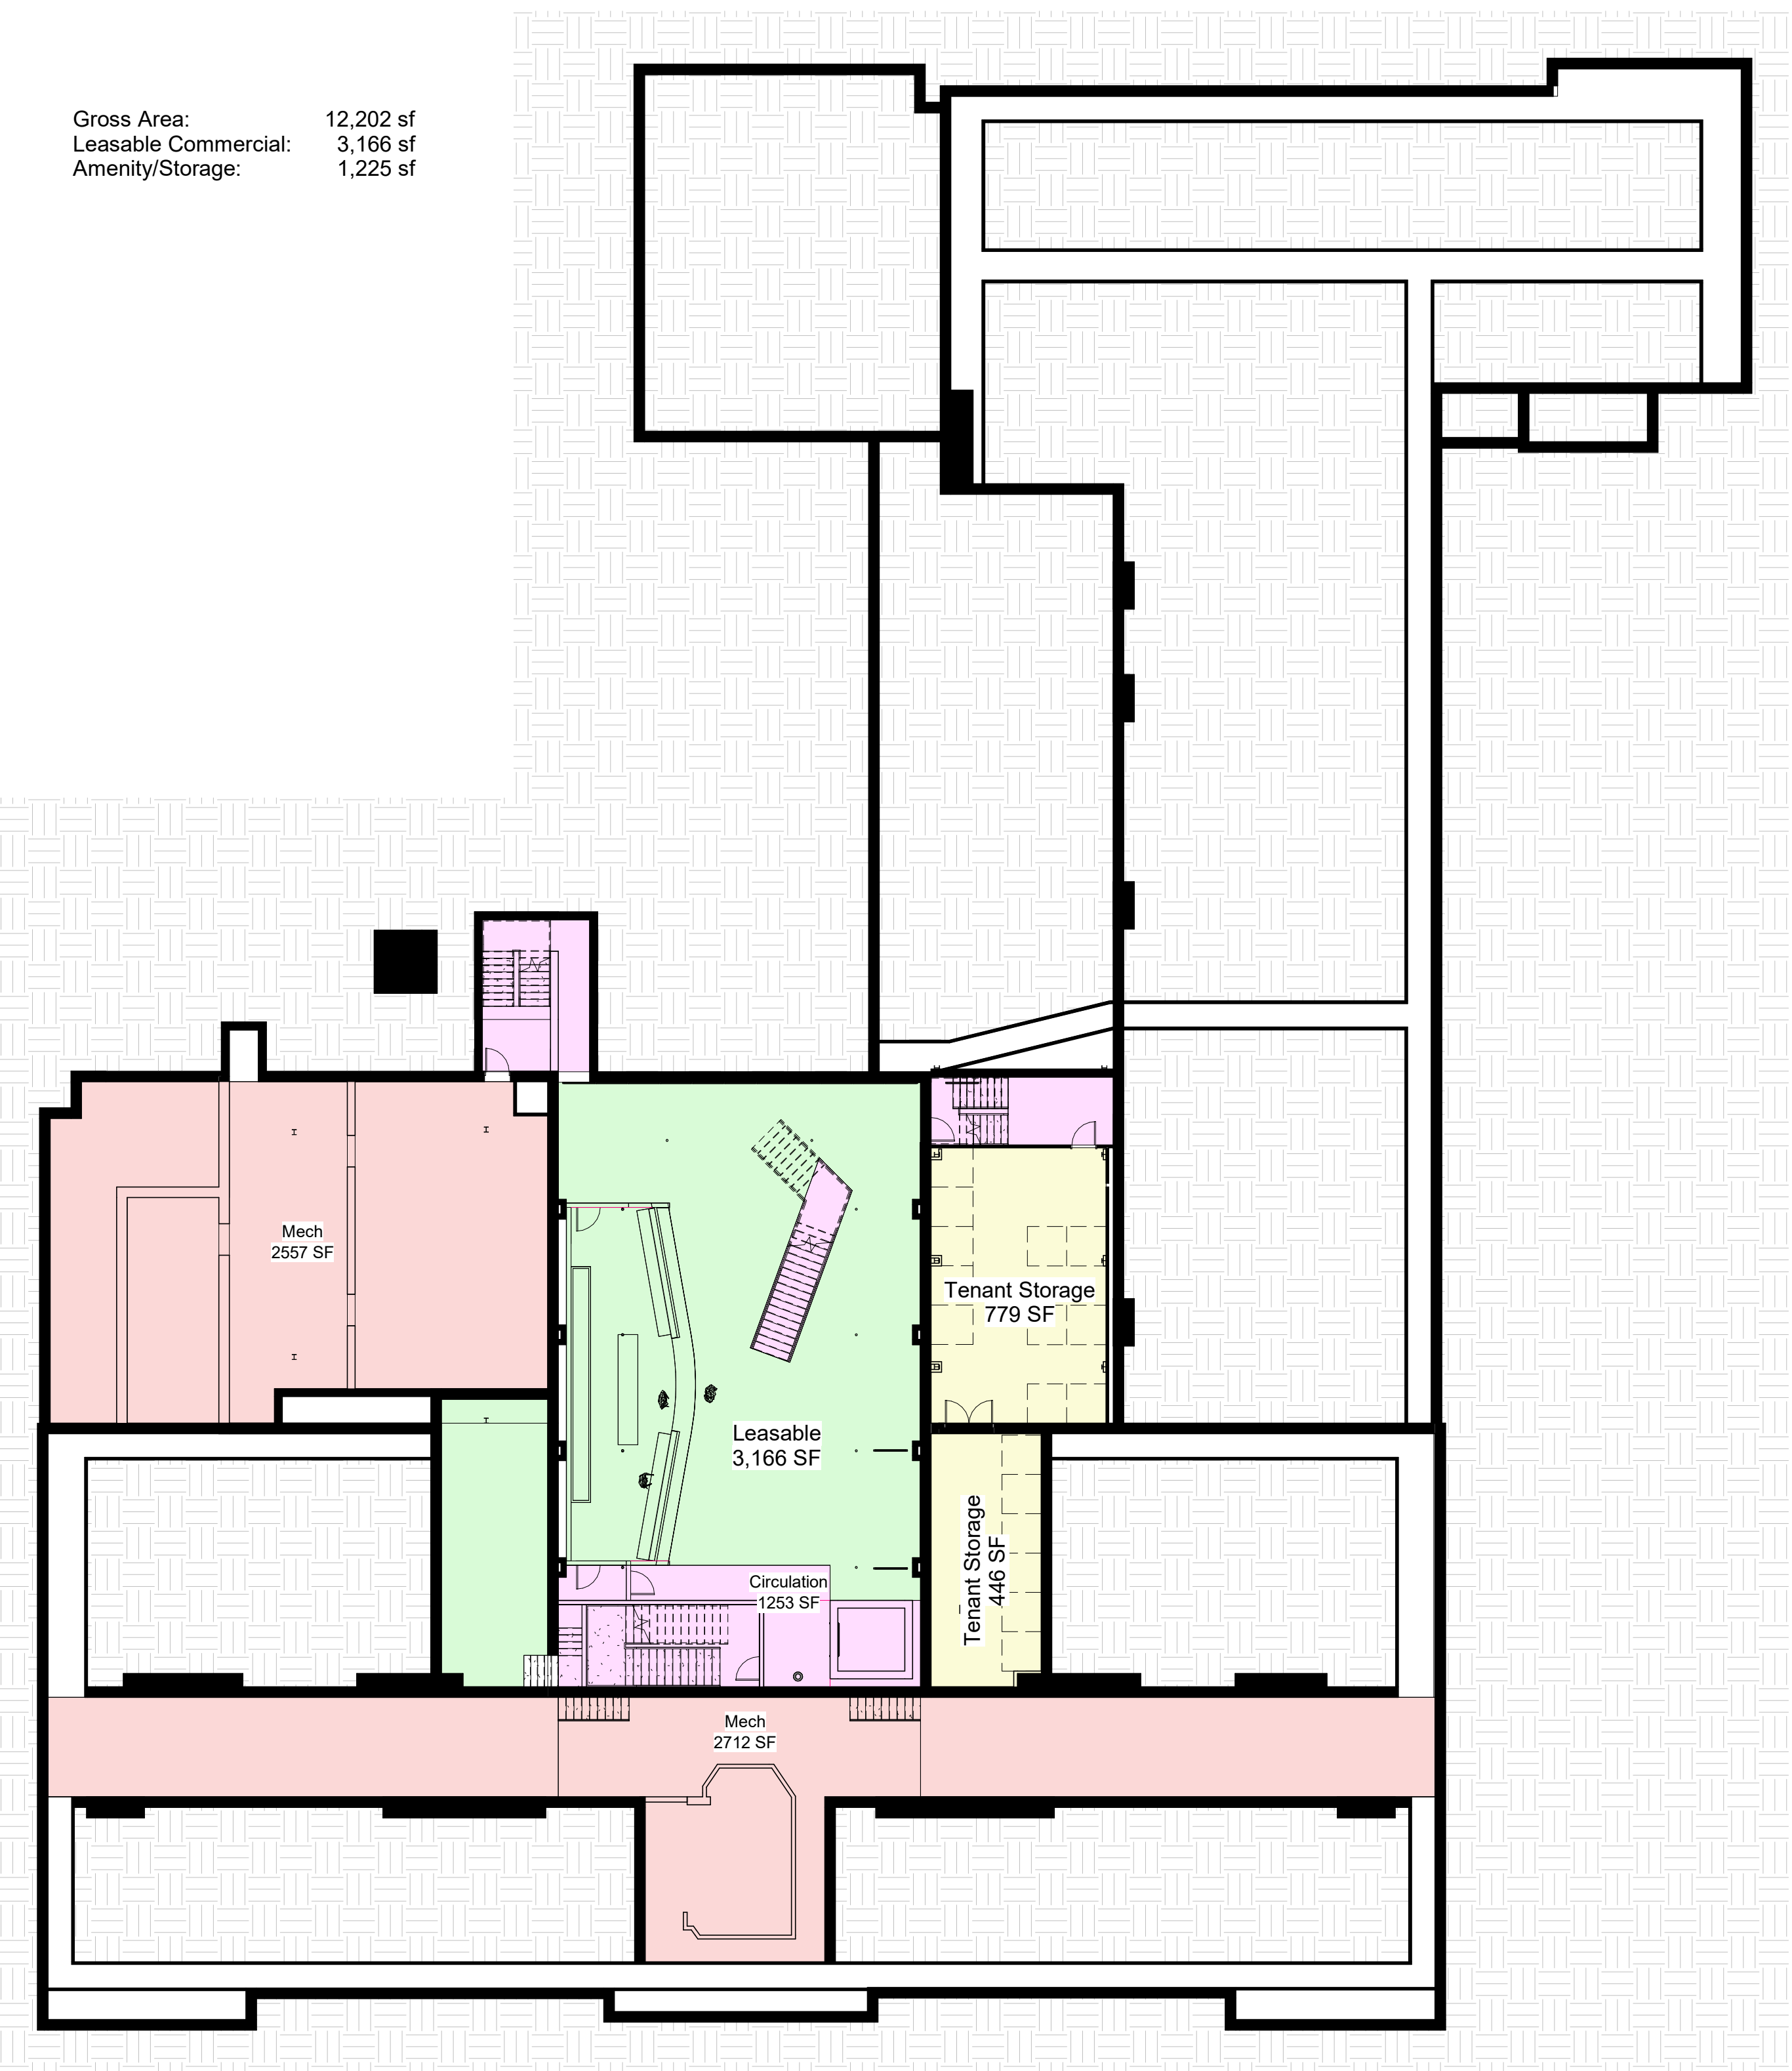 Gross Area: 12,202 sf
Leasable Commercial: 3,166 sf
Amenity/Storage: 1,225 sf
Mech
2557 SF
Tenant Storage
779 SF
Leasable
3,166 SF
Tenant Storage
446 SF
Circulation
1253 SF
Mech
2712 SF